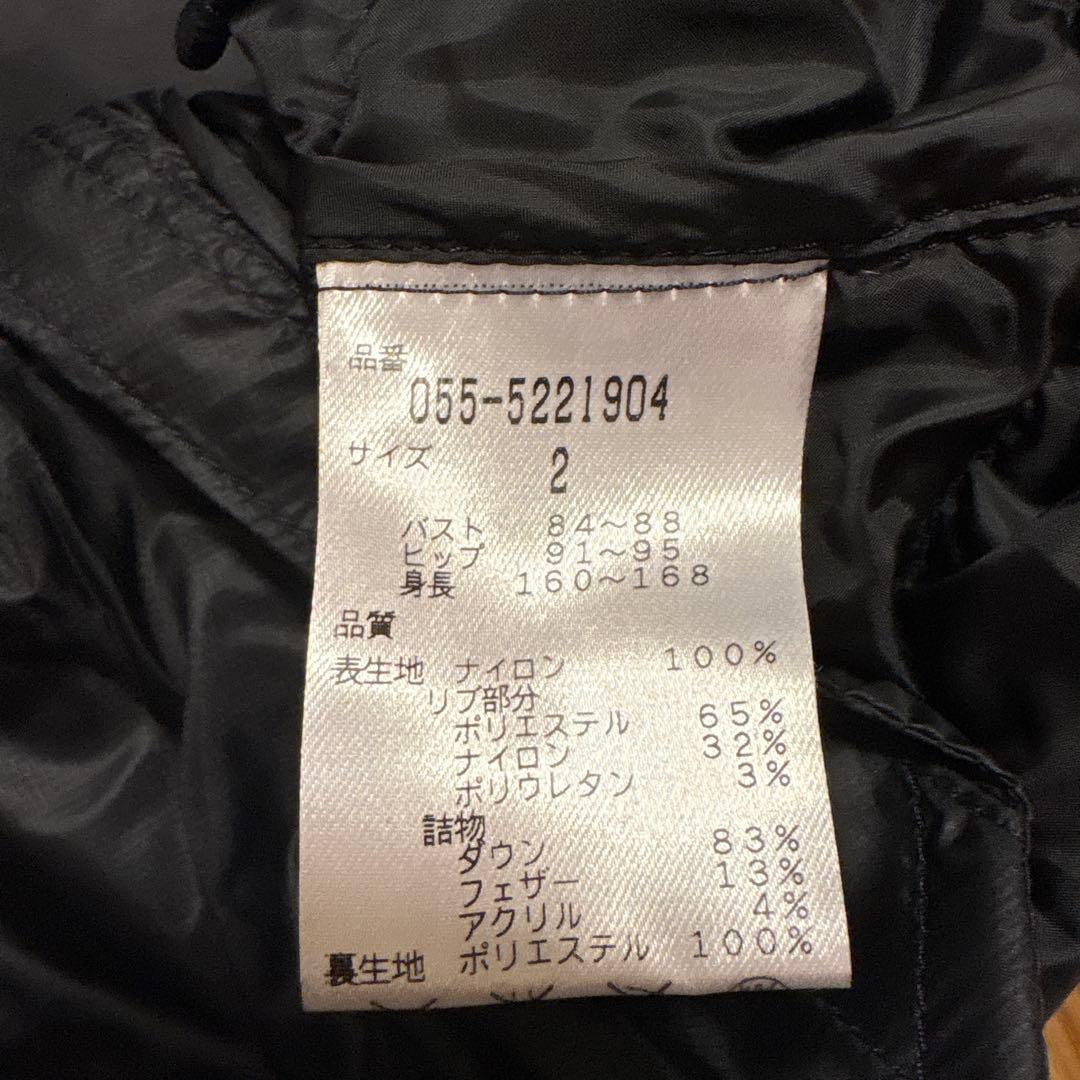 品番
055-5221904
サイズ 2
バスト 84〜88
ヒップ 91〜95
身長 160〜168
品質
表生地 ナイロン 100%
リブ部分
ポリエステル 65%
ナイロン 32%
ポリウレタン 3%
詰物
ダウン 83%
フェザー 13%
アクリル 4%
裏生地 ポリエステル 100%